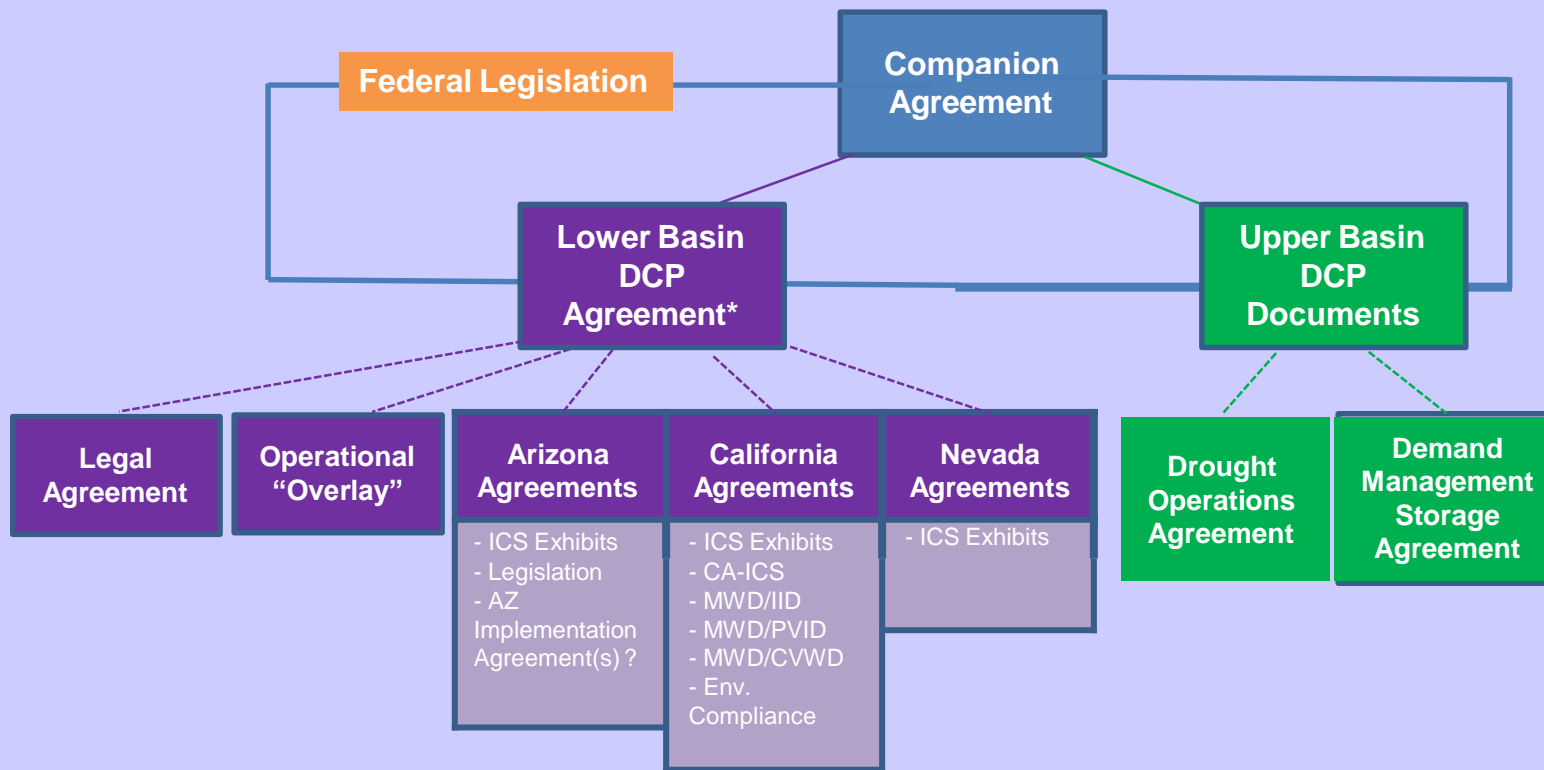 Federal Legislation
Companion
Agreement
Lower Basin
DCP
Agreement*
Upper Basin
DCP
Documents
Legal
Agreement
Operational
“Overlay”
Arizona
Agreements
- ICS Exhibits
- Legislation
- AZ
Implementation
Agreement(s) ?
California
Agreements
- ICS Exhibits
- CA-ICS
- MWD/IID
- MWD/PVID
- MWD/CVWD
- Env.
Compliance
Nevada
Agreements
- ICS Exhibits
Drought
Operations
Agreement
Demand
Management
Storage
Agreement